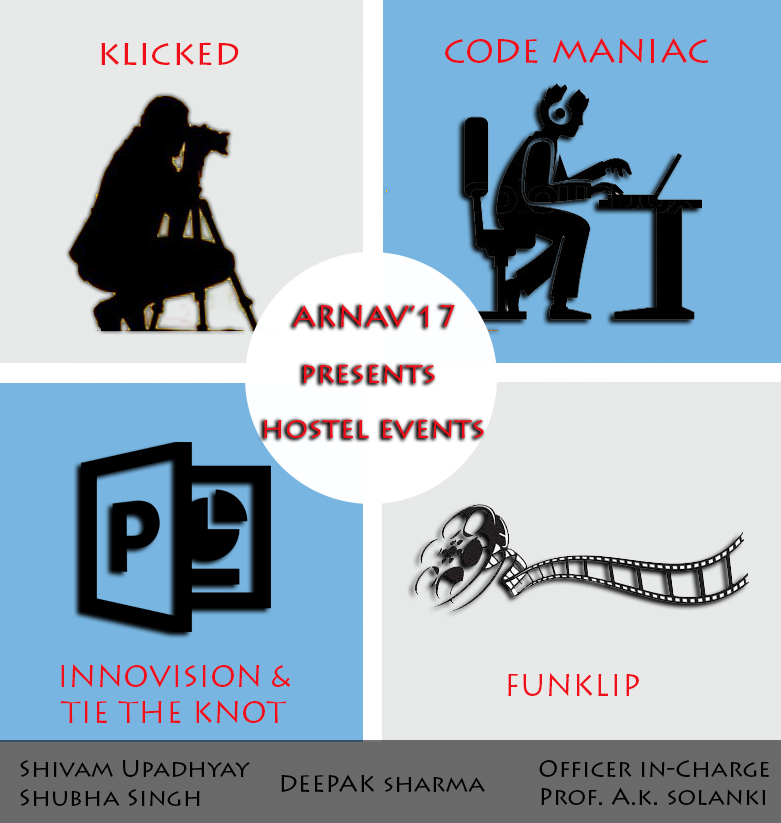 KLICKED
CODE MANIAC
ARNAV'17
PRESENTS
HOSTEL EVENTS
P
INNOVISION &
TIE THE KNOT
FUNKLIP
SHIVAM UPADHYAY
SHUBHA SINGH
DEEPAK SHARMA
OFFICER IN-CHARGE
PROF. A.K. SOLANKI